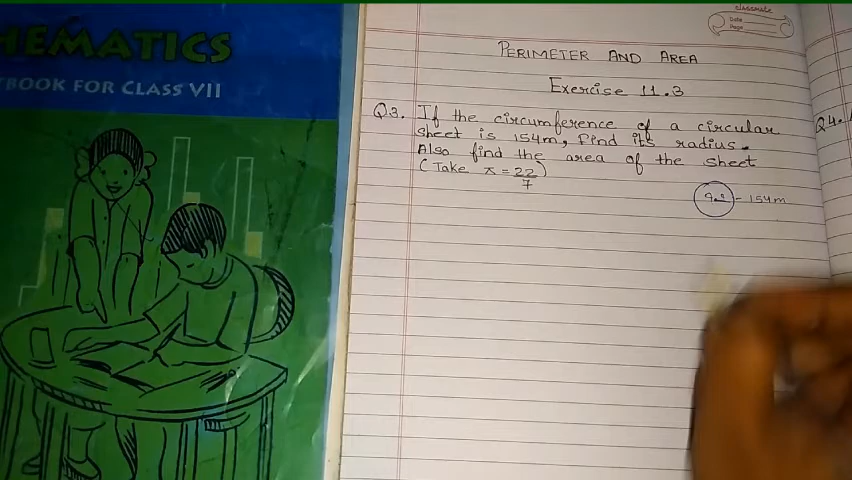 HEMATICS
TBOOK FOR CLASS VII
classmate
Date
Page
PERIMETER AND AREA
Exercise 11.3
Q3. If the circumference of a circular
sheet is 154m, find its radius.
Also find the area of the sheet
(Take π = 22/7)
- 154m
Q4.